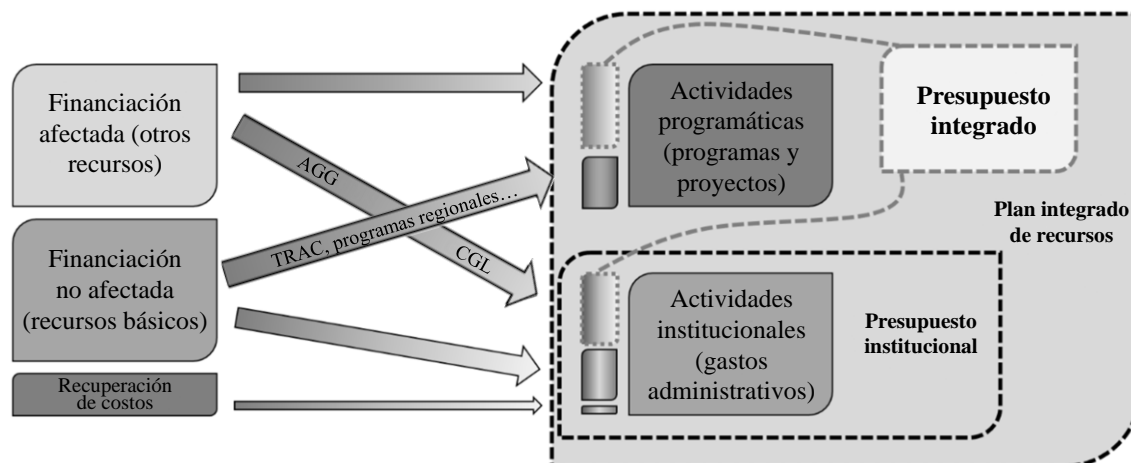 Financiación
afectada (otros
recursos)
Financiación
no afectada
(recursos básicos)
Recuperación
de costos
AGG
CGL
TRAC, programas regionales…
Actividades
programáticas
(programas y
proyectos)
Presupuesto
integrado
Plan integrado
de recursos
Actividades
institucionales
(gastos
administrativos)
Presupuesto
institucional